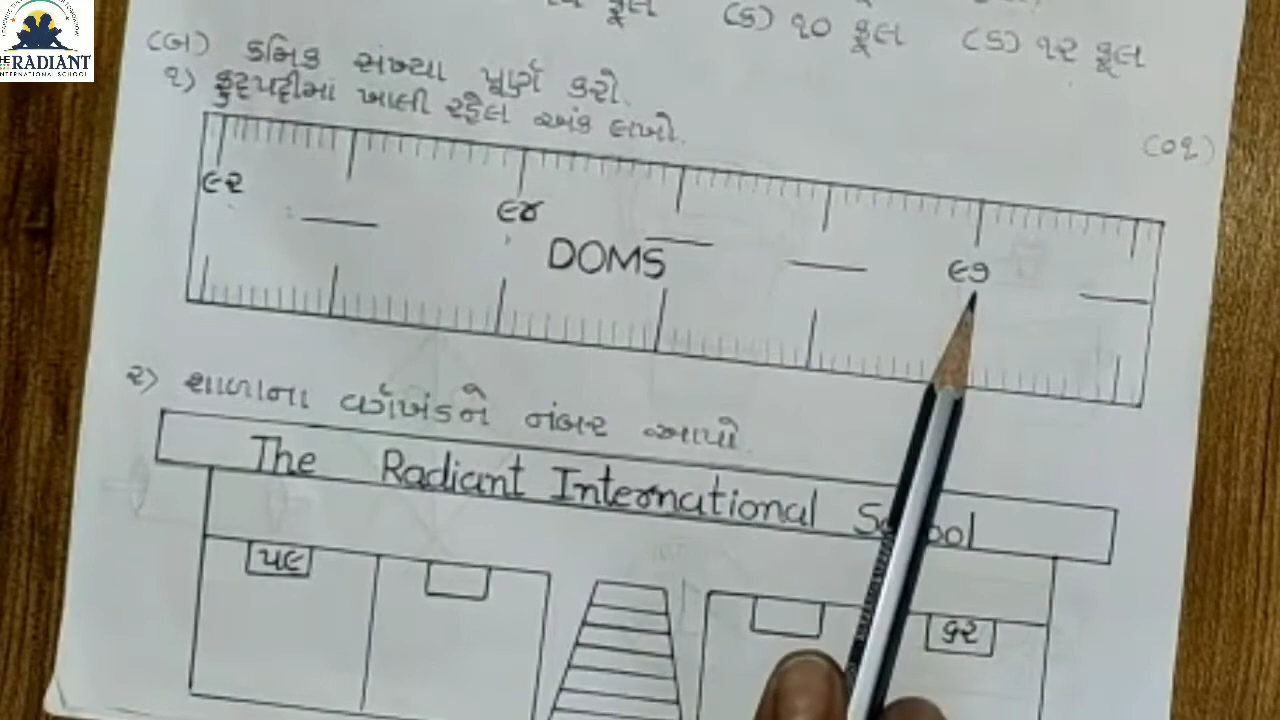 RADIANT
INTERNATIONAL SCHOOL
ફૂલ (ક) ૧૦ ફૂલ (ડ) ૧૨ ફૂલ
(બ) ક્રમિક સંખ્યા પૂર્ણ કરો.
૧) ફુટપટ્ટીમાં ખાલી રહેલ અંક લખો. (૦૧)
૯૨ ૯૪ ૯૭
DOMS
૨) શાળાના વર્ગખંડને નંબર આપો.
The Radiant International School
૫૯ ૬૨